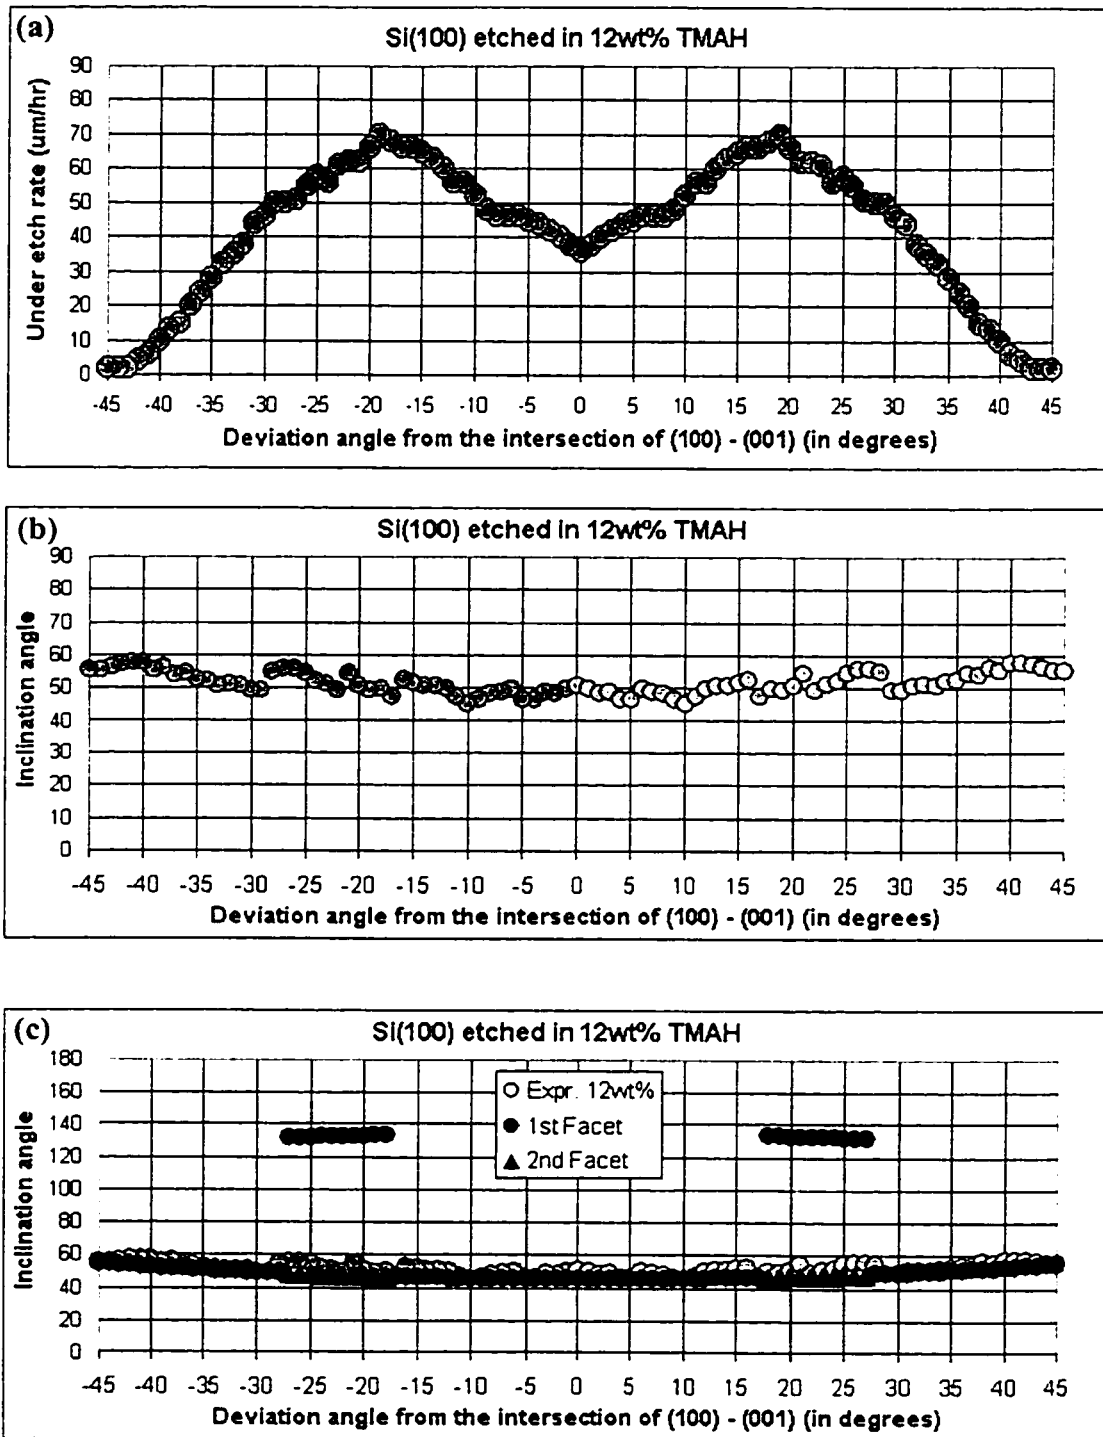 (a)
Si(100) etched in 12wt% TMAH
Under etch rate (um/hr)
90
80
70
60
50
40
30
20
10
0
-45 -40 -35 -30 -25 -20 -15 -10 -5 0 5 10 15 20 25 30 35 40 45
Deviation angle from the intersection of (100) - (001) (in degrees)
(b)
Si(100) etched in 12wt% TMAH
Inclination angle
90
80
70
60
50
40
30
20
10
0
-45 -40 -35 -30 -25 -20 -15 -10 -5 0 5 10 15 20 25 30 35 40 45
Deviation angle from the intersection of (100) - (001) (in degrees)
(c)
Si(100) etched in 12wt% TMAH
Inclination angle
180
160
140
120
100
80
60
40
20
0
Expr. 12wt%
1st Facet
2nd Facet
-45 -40 -35 -30 -25 -20 -15 -10 -5 0 5 10 15 20 25 30 35 40 45
Deviation angle from the intersection of (100) - (001) (in degrees)